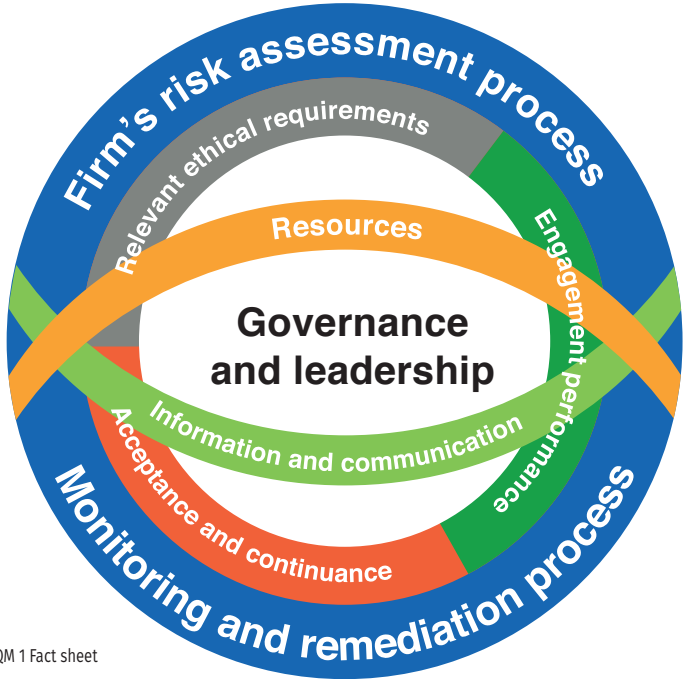 Firm's risk assessment process
Relevant ethical requirements
Resources
Engagement performance
Governance
and leadership
Information and communication
Acceptance and continuance
Monitoring and remediation process
QM 1 Fact sheet